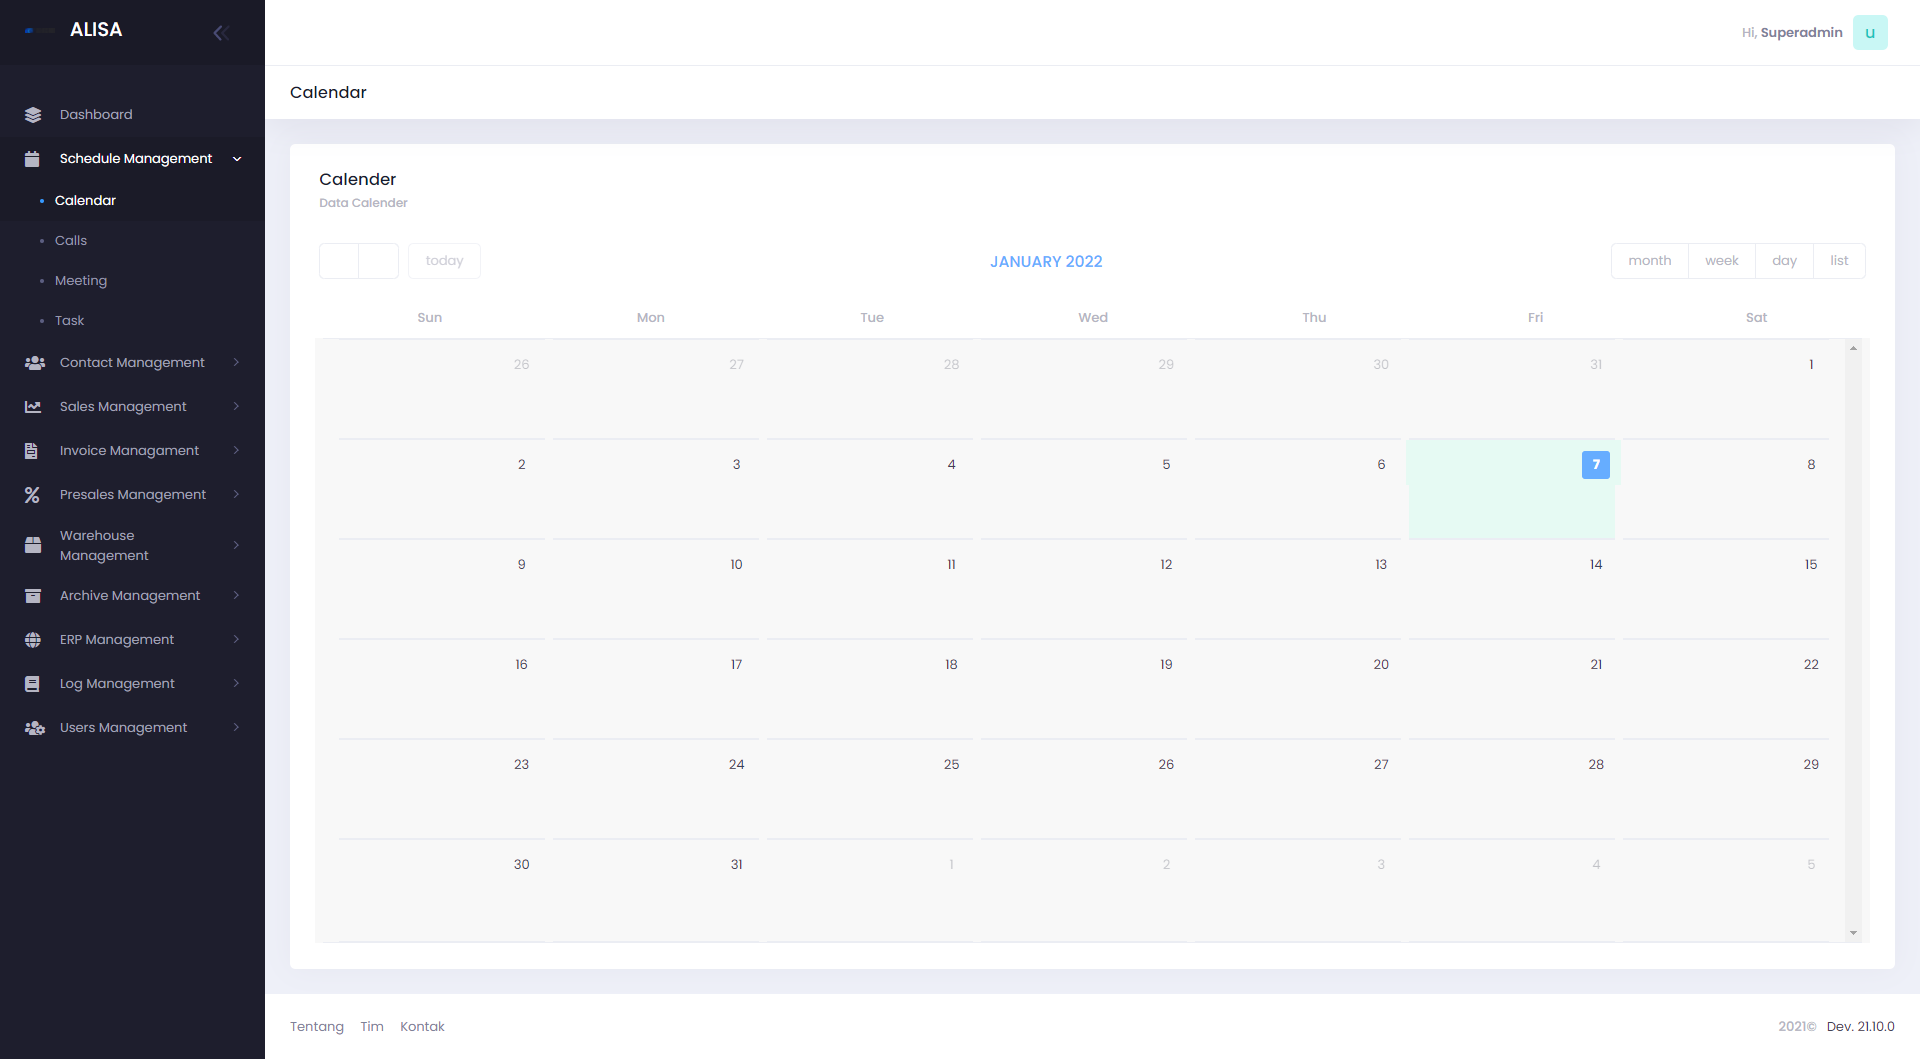 ALISA
Hi, Superadmin
u
Calendar
Dashboard
Schedule Management
Calendar
Calls
Meeting
Task
Contact Management
Sales Management
Invoice Managament
Presales Management
Warehouse
Management
Archive Management
ERP Management
Log Management
Users Management
Calender
Data Calender
today
JANUARY 2022
month week day list
Sun Mon Tue Wed Thu Fri Sat
26 27 28 29 30 31 1
2 3 4 5 6 7 8
9 10 11 12 13 14 15
16 17 18 19 20 21 22
23 24 25 26 27 28 29
30 31 1 2 3 4 5
Tentang Tim Kontak
2021© Dev. 21.10.0